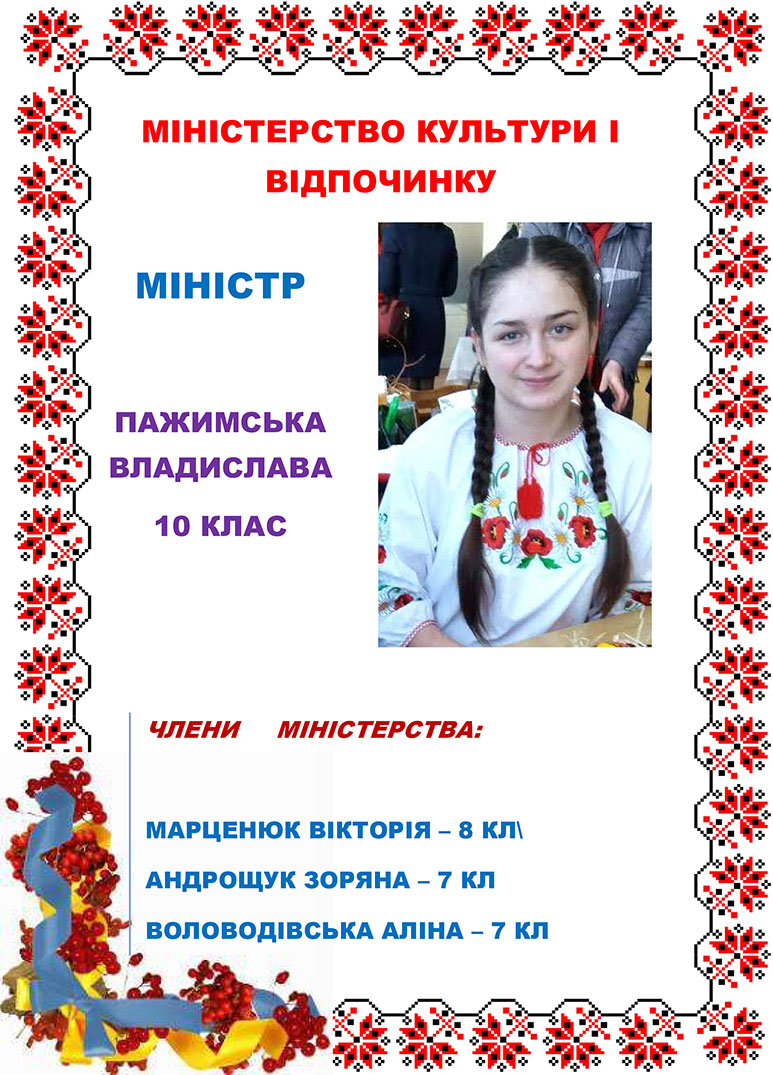 МІНІСТЕРСТВО КУЛЬТУРИ І
ВІДПОЧИНКУ
МІНІСТР
ПАЖИМСЬКА
ВЛАДИСЛАВА
10 КЛАС
ЧЛЕНИ МІНІСТЕРСТВА:
МАРЦЕНЮК ВІКТОРІЯ – 8 КЛ\
АНДРОЩУК ЗОРЯНА – 7 КЛ
ВОЛОВОДІВСЬКА АЛІНА – 7 КЛ